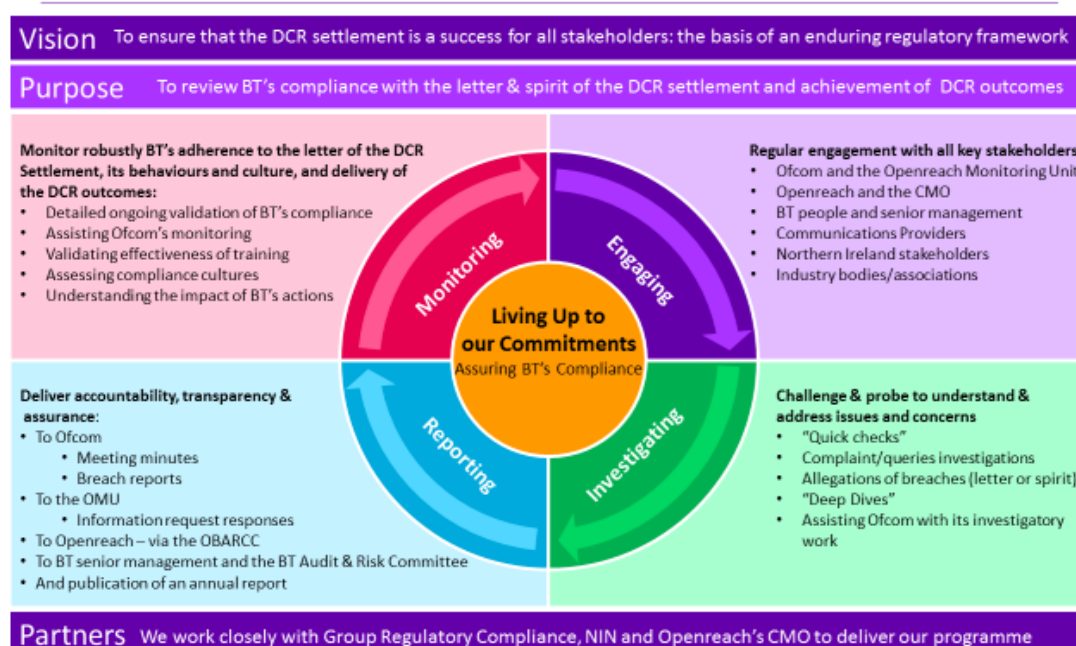 Vision To ensure that the DCR settlement is a success for all stakeholders: the basis of an enduring regulatory framework
Purpose To review BT's compliance with the letter & spirit of the DCR settlement and achievement of DCR outcomes
Monitor robustly BT's adherence to the letter of the DCR
Settlement, its behaviours and culture, and delivery of
the DCR outcomes:
• Detailed ongoing validation of BT's compliance
• Assisting Ofcom's monitoring
• Validating effectiveness of training
• Assessing compliance cultures
• Understanding the impact of BT's actions
Regular engagement with all key stakeholders
• Ofcom and the Openreach Monitoring Unit
• Openreach and the CMO
• BT people and senior management
• Communications Providers
• Northern Ireland stakeholders
• Industry bodies/associations
Monitoring
Engaging
Living Up to
our Commitments
Assuring BT's Compliance
Reporting
Investigating
Deliver accountability, transparency &
assurance:
• To Ofcom
• Meeting minutes
• Breach reports
• To the OMU
• Information request responses
• To Openreach – via the OBARCC
• To BT senior management and the BT Audit & Risk Committee
• And publication of an annual report
Challenge & probe to understand &
address issues and concerns
• "Quick checks"
• Complaint/queries investigations
• Allegations of breaches (letter or spirit)
• "Deep Dives"
• Assisting Ofcom with its investigatory
work
Partners We work closely with Group Regulatory Compliance, NIN and Openreach's CMO to deliver our programme